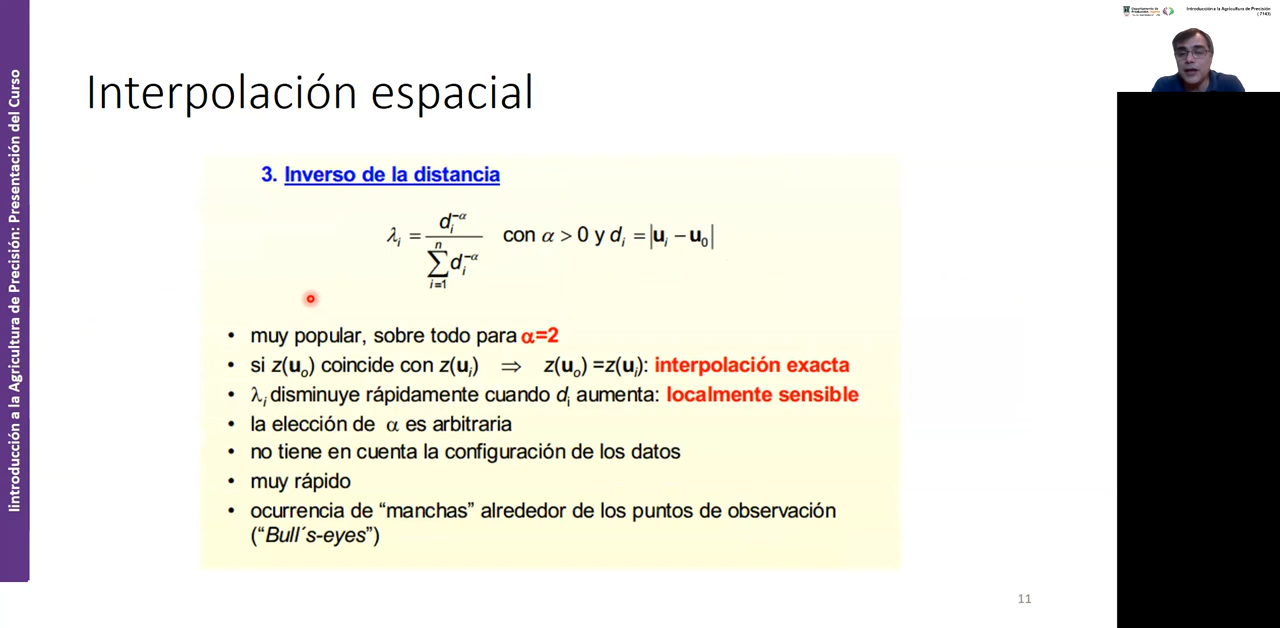 Iintroducción a la Agricultura de Precisión: Presentación del Curso
Introducción a la Agricultura de Precisión
(7143)
Interpolación espacial
3. Inverso de la distancia
λi = di^-α / ∑ i=1 n di^-α con α > 0 y di = |ui − u0|
• muy popular, sobre todo para α=2
• si z(uo) coincide con z(ui) ⇒ z(uo) =z(ui): interpolación exacta
• λi disminuye rápidamente cuando di aumenta: localmente sensible
• la elección de α es arbitraria
• no tiene en cuenta la configuración de los datos
• muy rápido
• ocurrencia de “manchas” alrededor de los puntos de observación
(“Bull´s-eyes”)
11